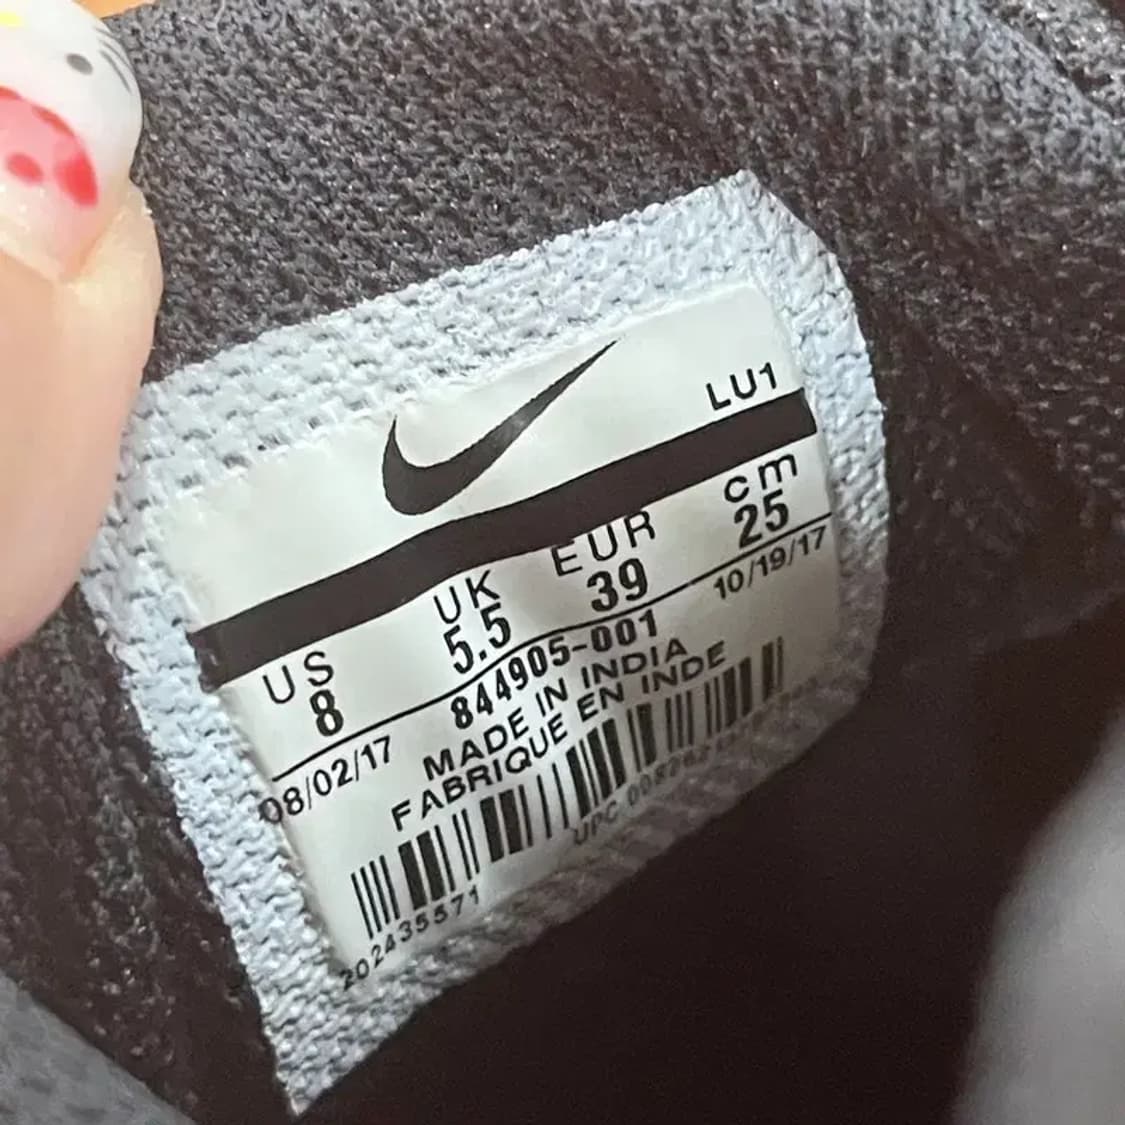 LU1
US UK EUR cm
8 5.5 39 25
08/02/17 844905-001 10/19/17
MADE IN INDIA
FABRIQUE EN INDE
202435571 UPC